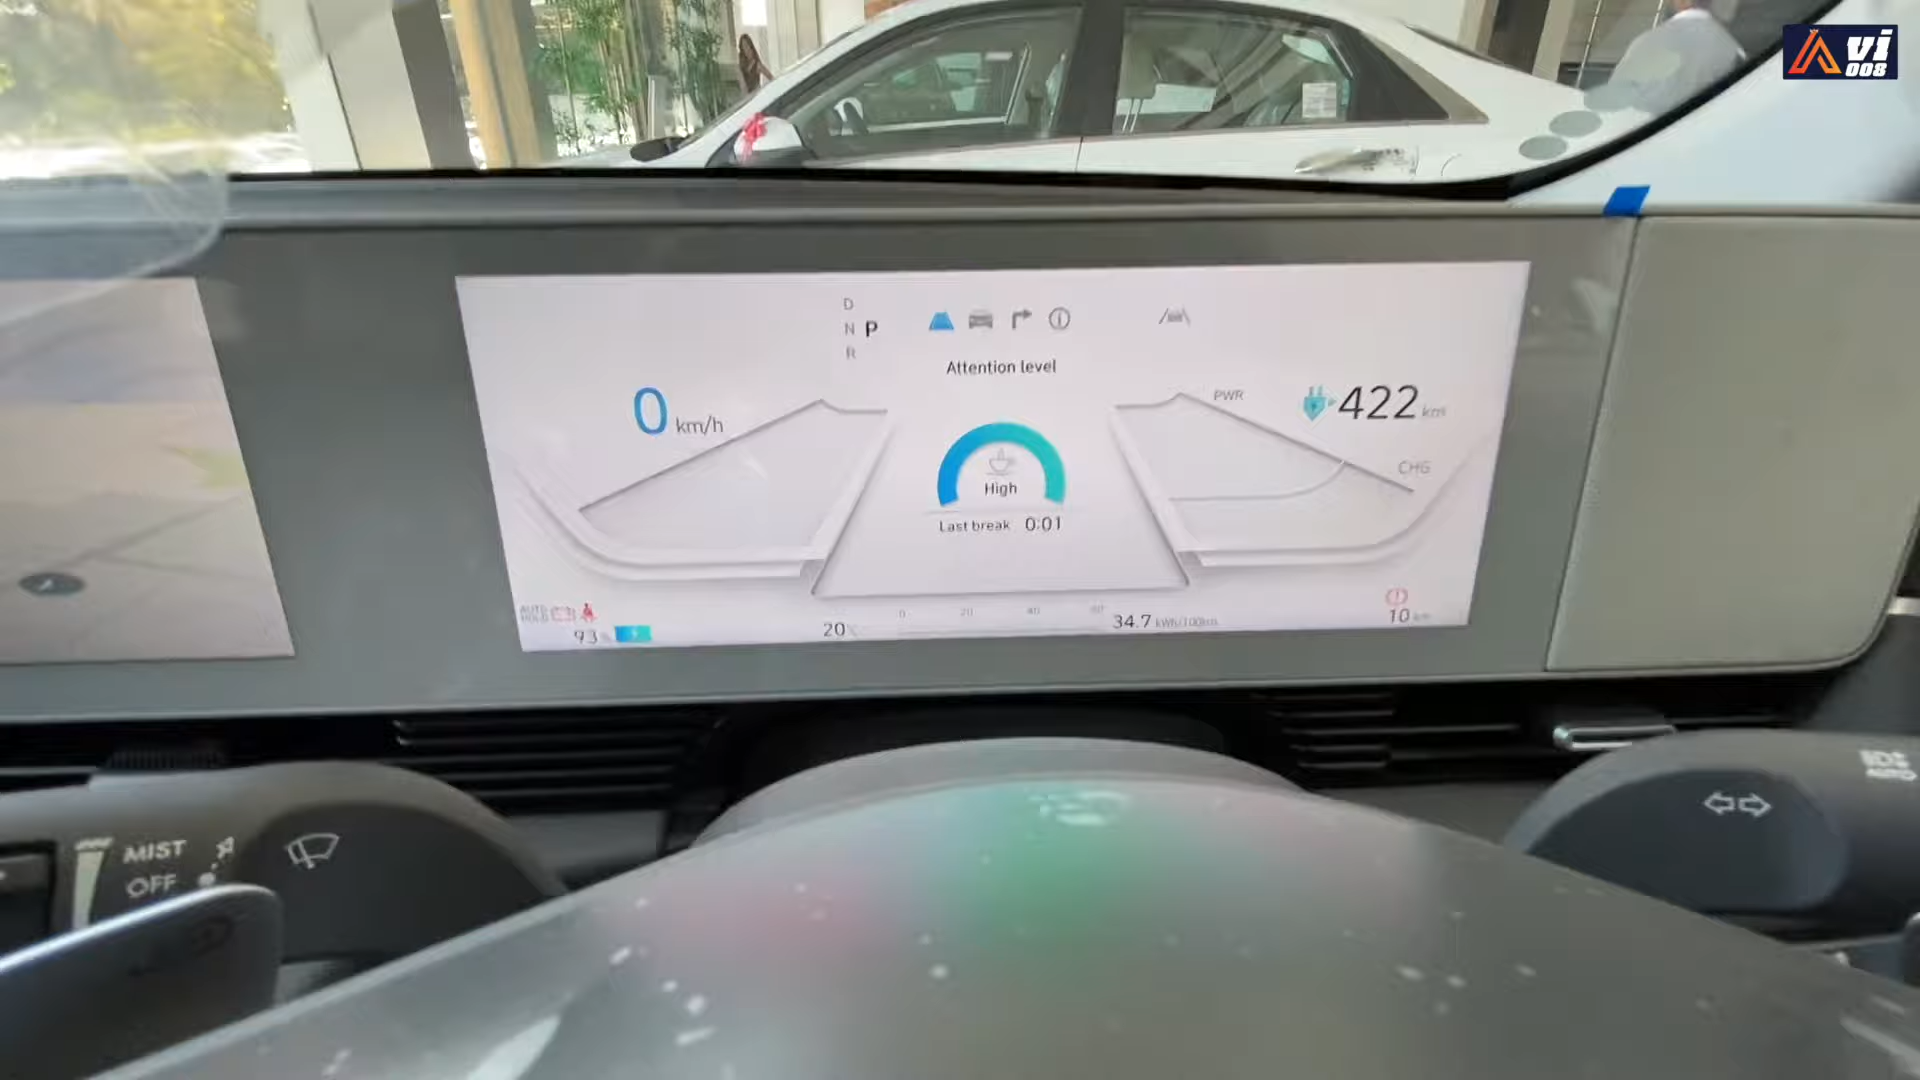 Avi
008
D
N P
R
Attention level
0 km/h
PWR
422 km
CHG
High
Last break 0:01
AUTO
HOLD
0 20 40 60
93%
20
34.7 kWh/100km
10 km
MIST
OFF